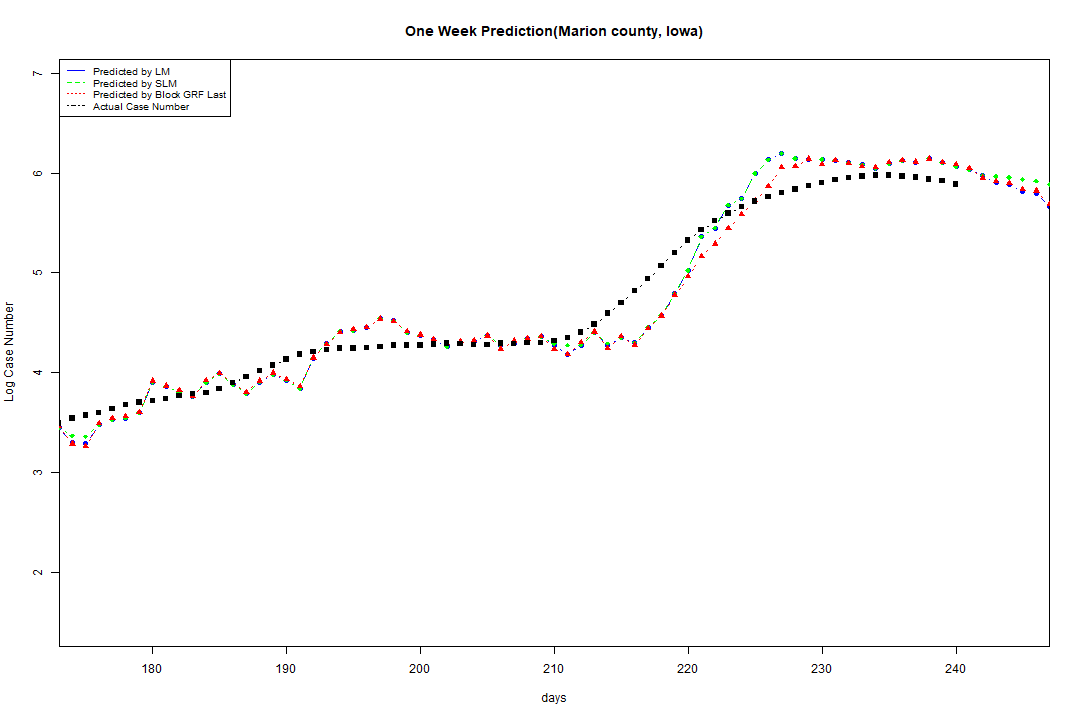 One Week Prediction(Marion county, Iowa)
Predicted by LM
Predicted by SLM
Predicted by Block GRF Last
Actual Case Number
7
6
5
4
3
2
Log Case Number
180 190 200 210 220 230 240
days